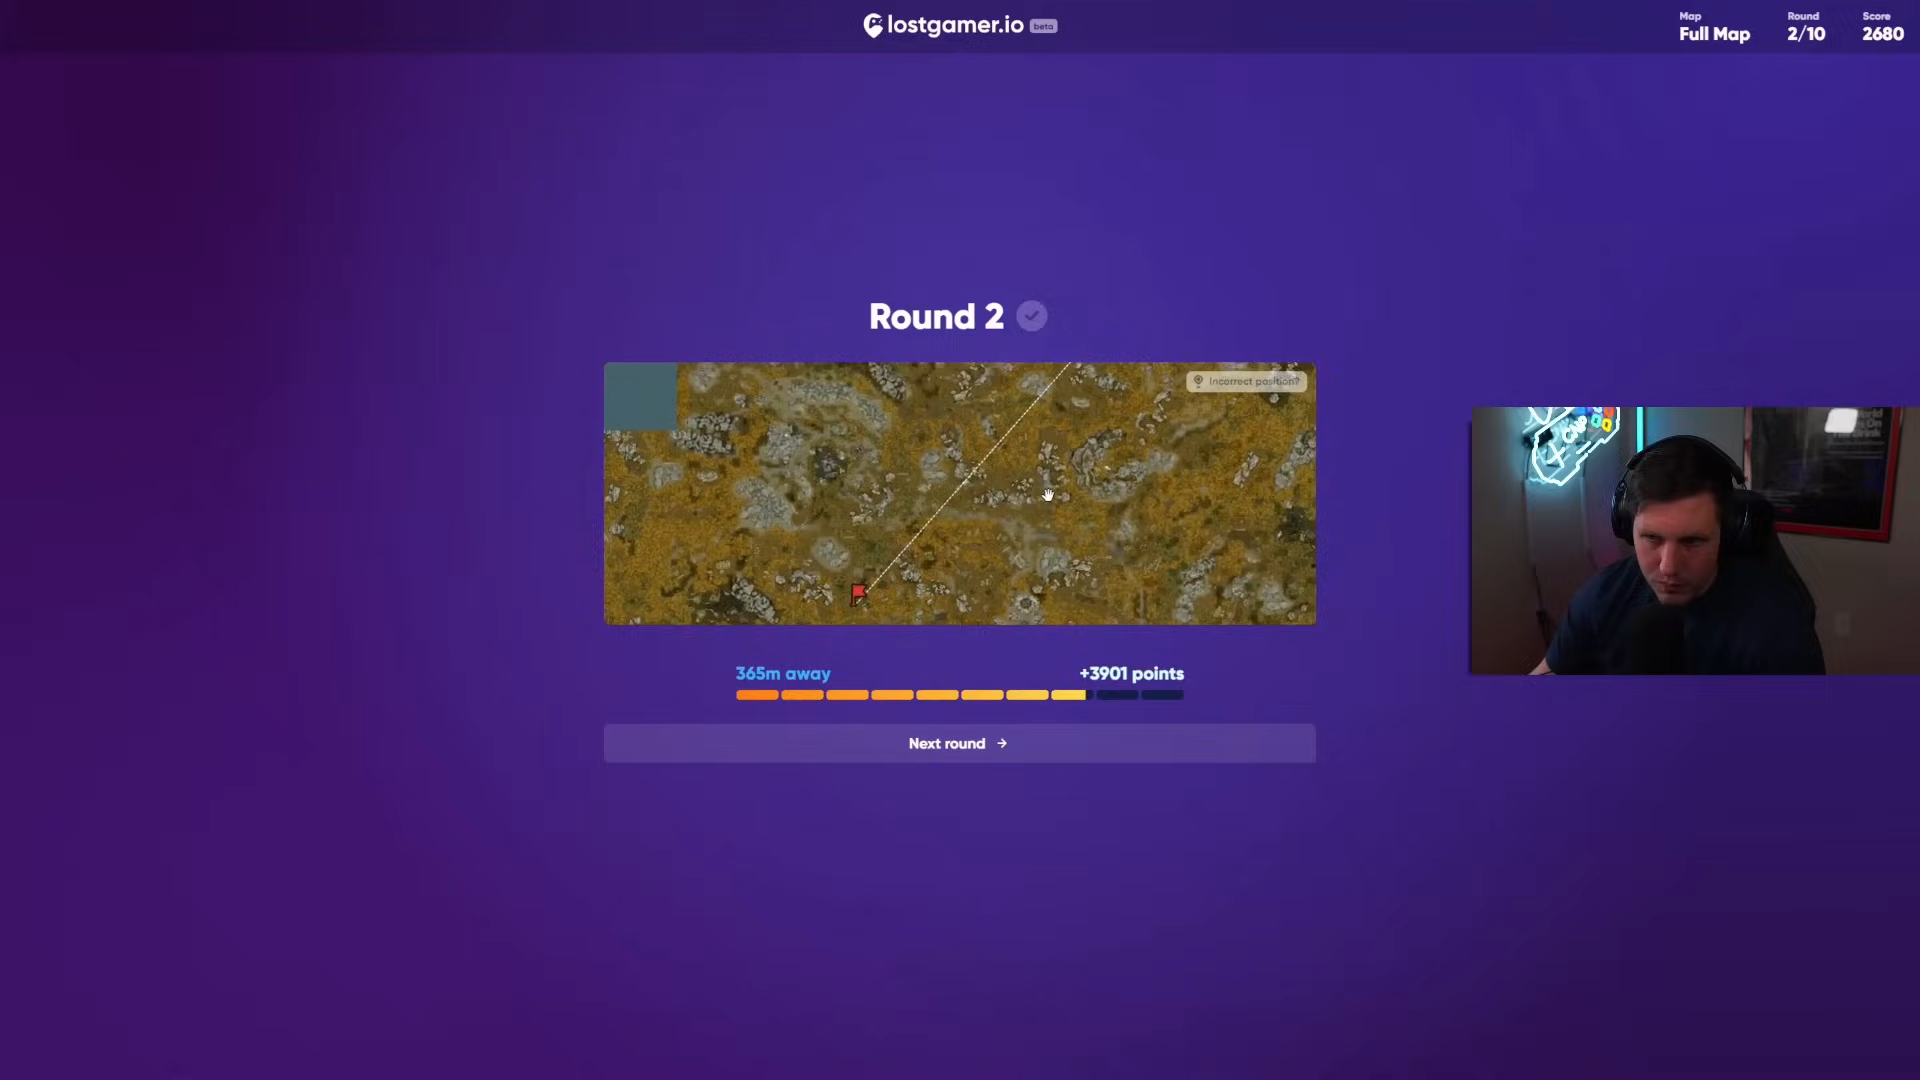 lostgamer.io beta
Map
Full Map
Round
2/10
Score
2680
Round 2
Incorrect position?
365m away
+3901 points
Next round →